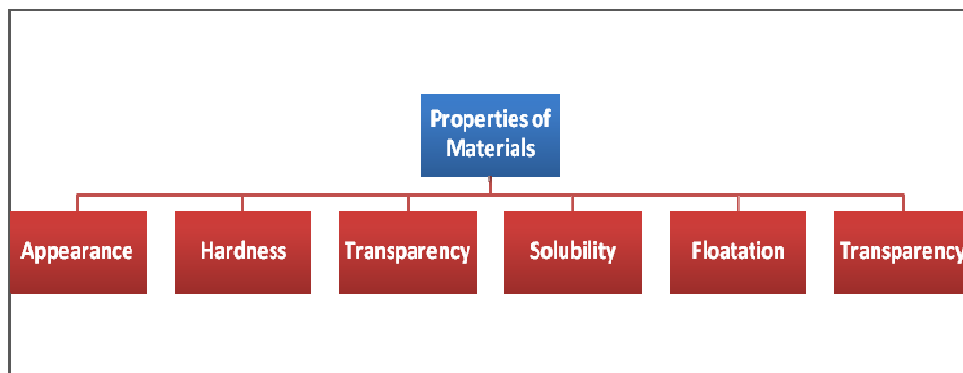 Properties of
Materials
Appearance
Hardness
Transparency
Solubility
Floatation
Transparency